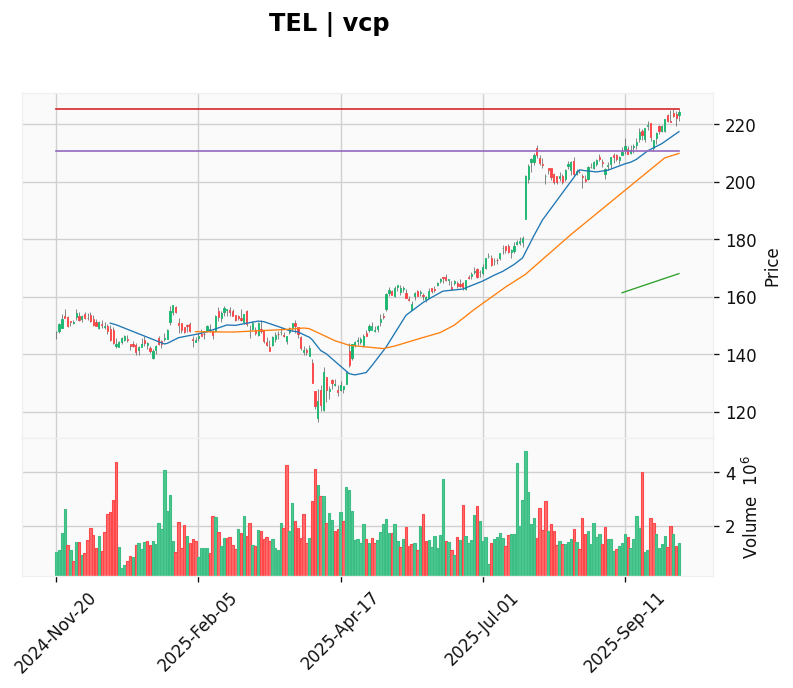 TEL | vcp
220
200
180
160
140
120
Price
4
2
Volume 10^6
2024-Nov-20
2025-Feb-05
2025-Apr-17
2025-Jul-01
2025-Sep-11